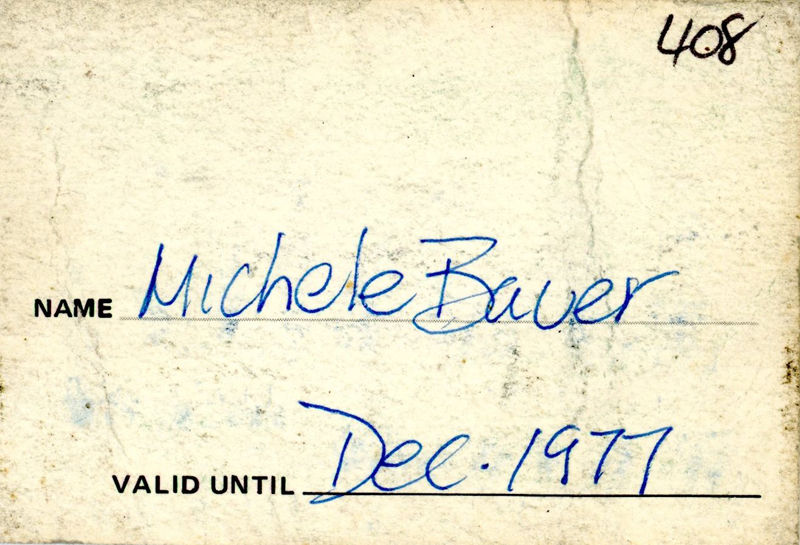 408
NAME Michele Bauer
VALID UNTIL Dec. 1977